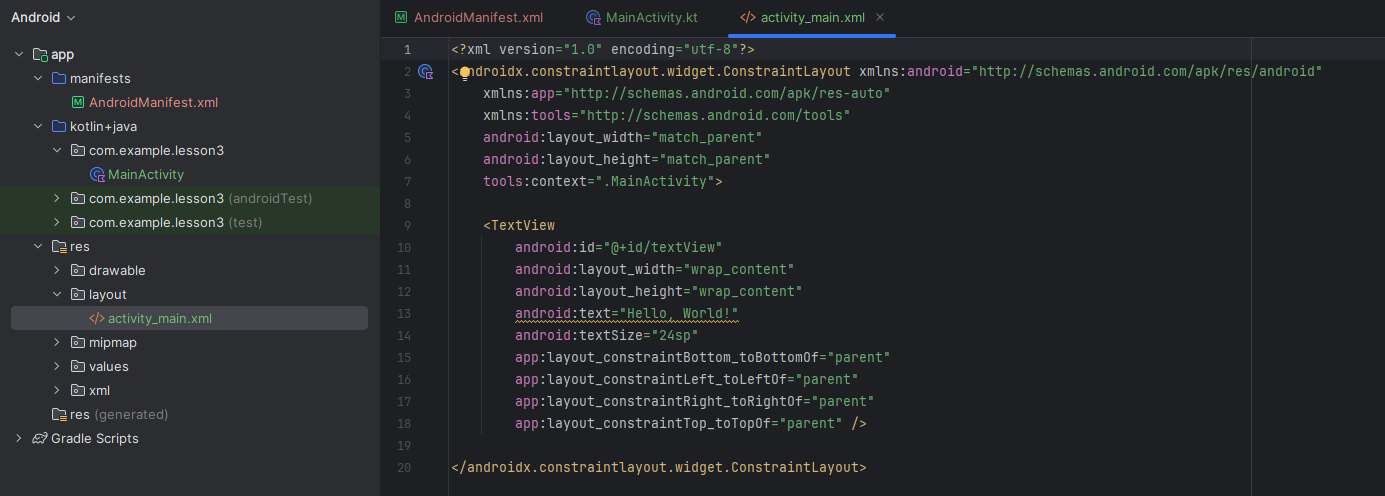 Android
AndroidManifest.xml
MainActivity.kt
activity_main.xml
app
manifests
AndroidManifest.xml
kotlin+java
com.example.lesson3
MainActivity
com.example.lesson3 (androidTest)
com.example.lesson3 (test)
res
drawable
layout
activity_main.xml
mipmap
values
xml
res (generated)
Gradle Scripts
1 <?xml version="1.0" encoding="utf-8"?>
2 <androidx.constraintlayout.widget.ConstraintLayout xmlns:android="http://schemas.android.com/apk/res/android"
3 xmlns:app="http://schemas.android.com/apk/res-auto"
4 xmlns:tools="http://schemas.android.com/tools"
5 android:layout_width="match_parent"
6 android:layout_height="match_parent"
7 tools:context=".MainActivity">
8
9 <TextView
10 android:id="@+id/textView"
11 android:layout_width="wrap_content"
12 android:layout_height="wrap_content"
13 android:text="Hello, World!"
14 android:textSize="24sp"
15 app:layout_constraintBottom_toBottomOf="parent"
16 app:layout_constraintLeft_toLeftOf="parent"
17 app:layout_constraintRight_toRightOf="parent"
18 app:layout_constraintTop_toTopOf="parent" />
19
20 </androidx.constraintlayout.widget.ConstraintLayout>